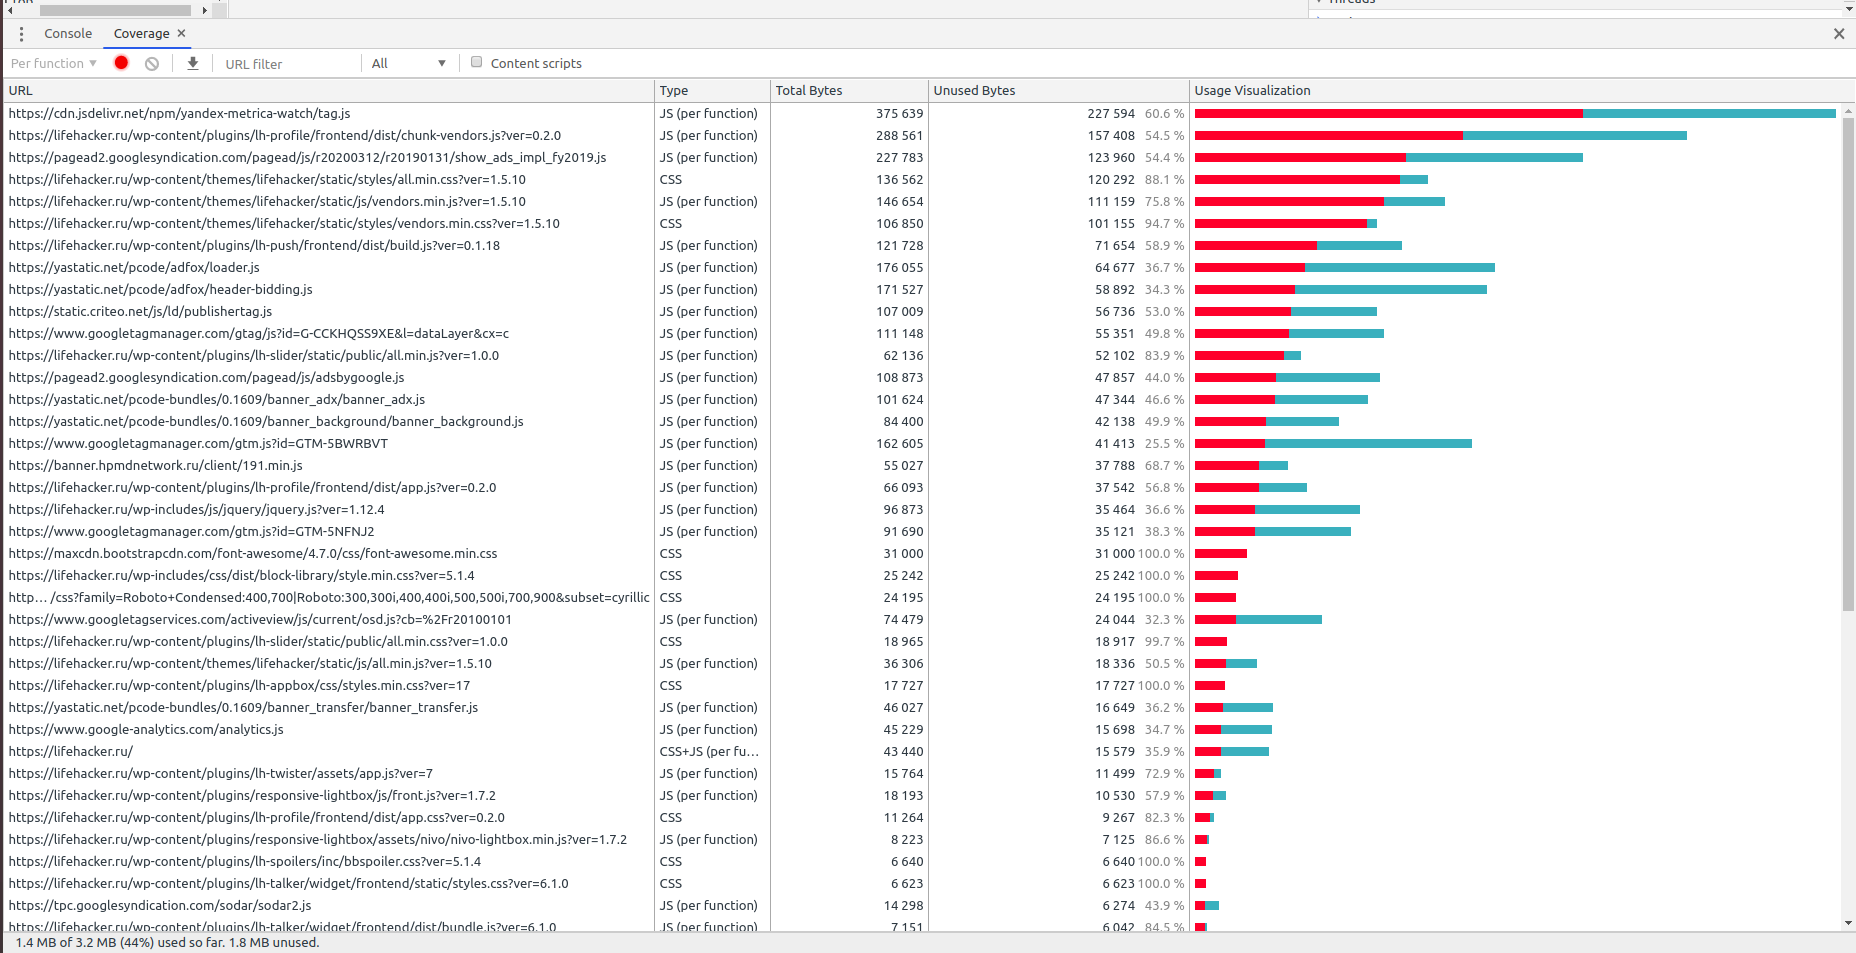 Threads
Console Coverage ×
Per function ▼ URL filter All ▼ Content scripts
URL Type Total Bytes Unused Bytes Usage Visualization
https://cdn.jsdelivr.net/npm/yandex-metrica-watch/tag.js JS (per function) 375 639 227 594 60.6 %
https://lifehacker.ru/wp-content/plugins/lh-profile/frontend/dist/chunk-vendors.js?ver=0.2.0 JS (per function) 288 561 157 408 54.5 %
https://pagead2.googlesyndication.com/pagead/js/r20200312/r20190131/show_ads_impl_fy2019.js JS (per function) 227 783 123 960 54.4 %
https://lifehacker.ru/wp-content/themes/lifehacker/static/styles/all.min.css?ver=1.5.10 CSS 136 562 120 292 88.1 %
https://lifehacker.ru/wp-content/themes/lifehacker/static/js/vendors.min.js?ver=1.5.10 JS (per function) 146 654 111 159 75.8 %
https://lifehacker.ru/wp-content/themes/lifehacker/static/styles/vendors.min.css?ver=1.5.10 CSS 106 850 101 155 94.7 %
https://lifehacker.ru/wp-content/plugins/lh-push/frontend/dist/build.js?ver=0.1.18 JS (per function) 121 728 71 654 58.9 %
https://yastatic.net/pcode/adfox/loader.js JS (per function) 176 055 64 677 36.7 %
https://yastatic.net/pcode/adfox/header-bidding.js JS (per function) 171 527 58 892 34.3 %
https://static.criteo.net/js/ld/publishertag.js JS (per function) 107 009 56 736 53.0 %
https://www.googletagmanager.com/gtag/js?id=G-CCKHQSS9XE&l=dataLayer&cx=c JS (per function) 111 148 55 351 49.8 %
https://lifehacker.ru/wp-content/plugins/lh-slider/static/public/all.min.js?ver=1.0.0 JS (per function) 62 136 52 102 83.9 %
https://pagead2.googlesyndication.com/pagead/js/adsbygoogle.js JS (per function) 108 873 47 857 44.0 %
https://yastatic.net/pcode-bundles/0.1609/banner_adx/banner_adx.js JS (per function) 101 624 47 344 46.6 %
https://yastatic.net/pcode-bundles/0.1609/banner_background/banner_background.js JS (per function) 84 400 42 138 49.9 %
https://www.googletagmanager.com/gtm.js?id=GTM-5BWRBVT JS (per function) 162 605 41 413 25.5 %
https://banner.hpmdnetwork.ru/client/191.min.js JS (per function) 55 027 37 788 68.7 %
https://lifehacker.ru/wp-content/plugins/lh-profile/frontend/dist/app.js?ver=0.2.0 JS (per function) 66 093 37 542 56.8 %
https://lifehacker.ru/wp-includes/js/jquery/jquery.js?ver=1.12.4 JS (per function) 96 873 35 464 36.6 %
https://www.googletagmanager.com/gtm.js?id=GTM-5NFNJ2 JS (per function) 91 690 35 121 38.3 %
https://maxcdn.bootstrapcdn.com/font-awesome/4.7.0/css/font-awesome.min.css CSS 31 000 31 000 100.0 %
https://lifehacker.ru/wp-includes/css/dist/block-library/style.min.css?ver=5.1.4 CSS 25 242 25 242 100.0 %
http… /css?family=Roboto+Condensed:400,700|Roboto:300,300i,400,400i,500,500i,700,900&subset=cyrillic CSS 24 195 24 195 100.0 %
https://www.googletagservices.com/activeview/js/current/osd.js?cb=%2Fr20100101 JS (per function) 74 479 24 044 32.3 %
https://lifehacker.ru/wp-content/plugins/lh-slider/static/public/all.min.css?ver=1.0.0 CSS 18 965 18 917 99.7 %
https://lifehacker.ru/wp-content/themes/lifehacker/static/js/all.min.js?ver=1.5.10 JS (per function) 36 306 18 336 50.5 %
https://lifehacker.ru/wp-content/plugins/lh-appbox/css/styles.min.css?ver=17 CSS 17 727 17 727 100.0 %
https://yastatic.net/pcode-bundles/0.1609/banner_transfer/banner_transfer.js JS (per function) 46 027 16 649 36.2 %
https://www.google-analytics.com/analytics.js JS (per function) 45 229 15 698 34.7 %
https://lifehacker.ru/ CSS+JS (per fu… 43 440 15 579 35.9 %
https://lifehacker.ru/wp-content/plugins/lh-twister/assets/app.js?ver=7 JS (per function) 15 764 11 499 72.9 %
https://lifehacker.ru/wp-content/plugins/responsive-lightbox/js/front.js?ver=1.7.2 JS (per function) 18 193 10 530 57.9 %
https://lifehacker.ru/wp-content/plugins/lh-profile/frontend/dist/app.css?ver=0.2.0 CSS 11 264 9 267 82.3 %
https://lifehacker.ru/wp-content/plugins/responsive-lightbox/assets/nivo/nivo-lightbox.min.js?ver=1.7.2 JS (per function) 8 223 7 125 86.6 %
https://lifehacker.ru/wp-content/plugins/lh-spoilers/inc/bbspoiler.css?ver=5.1.4 CSS 6 640 6 640 100.0 %
https://lifehacker.ru/wp-content/plugins/lh-talker/widget/frontend/static/styles.css?ver=6.1.0 CSS 6 623 6 623 100.0 %
https://tpc.googlesyndication.com/sodar/sodar2.js JS (per function) 14 298 6 274 43.9 %
https://lifehacker.ru/wp-content/plugins/lh-talker/widget/frontend/dist/bundle.js?ver=6.1.0 JS (per function) 7 151 6 042 84.5 %
1.4 MB of 3.2 MB (44%) used so far. 1.8 MB unused.